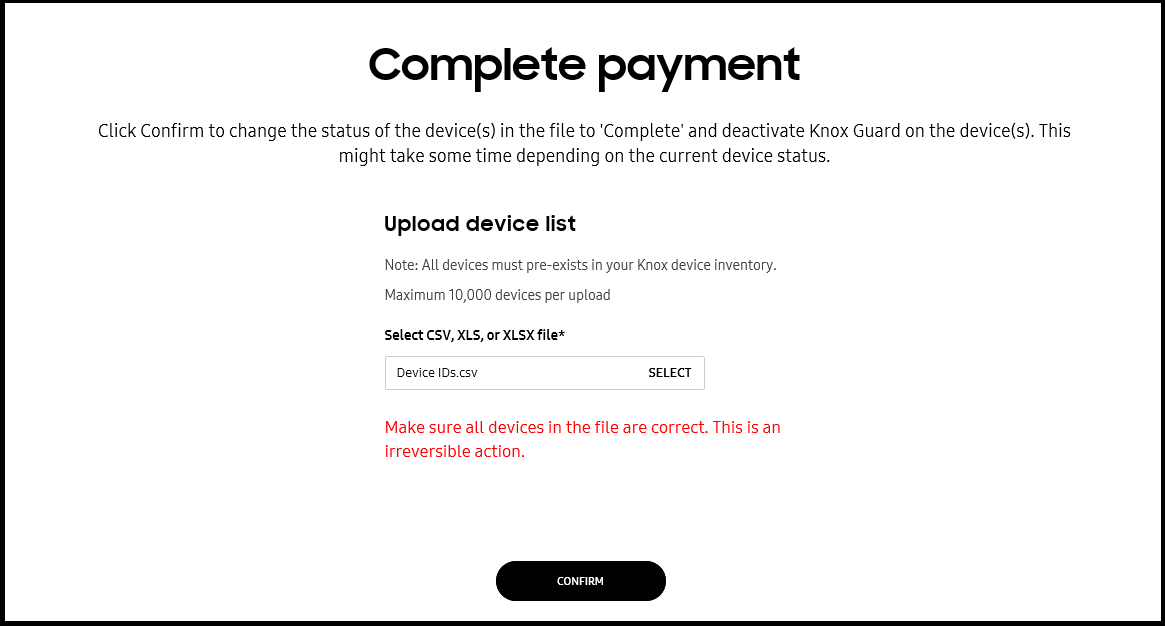 Complete payment
Click Confirm to change the status of the device(s) in the file to 'Complete' and deactivate Knox Guard on the device(s). This
might take some time depending on the current device status.
Upload device list
Note: All devices must pre-exists in your Knox device inventory.
Maximum 10,000 devices per upload
Select CSV, XLS, or XLSX file*
Device IDs.csv SELECT
Make sure all devices in the file are correct. This is an
irreversible action.
CONFIRM